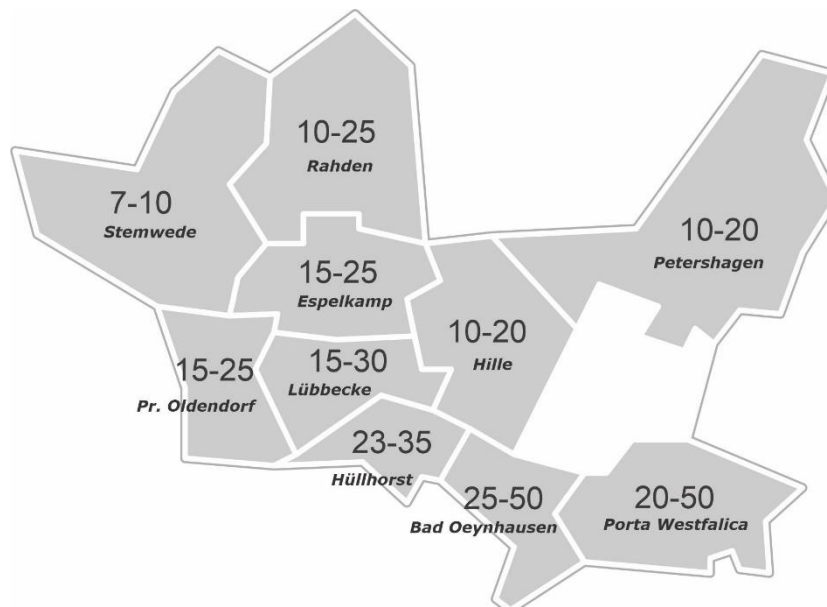 10-25
Rahden
7-10
Stemwede
10-20
Petershagen
15-25
Espelkamp
10-20
Hille
15-25
Pr. Oldendorf
15-30
Lübbecke
23-35
Hüllhorst
25-50
Bad Oeynhausen
20-50
Porta Westfalica